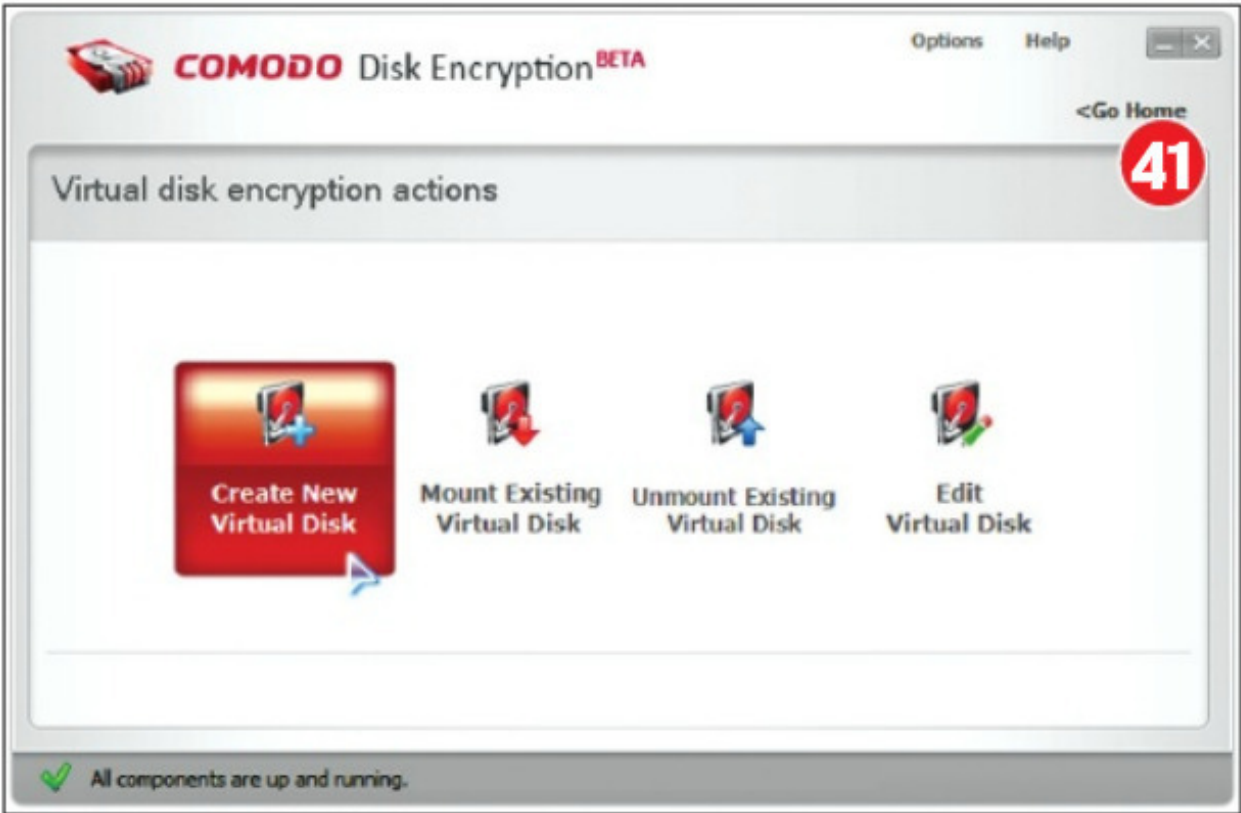 Options Help
COMODO Disk Encryption BETA
<Go Home
41
Virtual disk encryption actions
Create New
Virtual Disk
Mount Existing
Virtual Disk
Unmount Existing
Virtual Disk
Edit
Virtual Disk
All components are up and running.